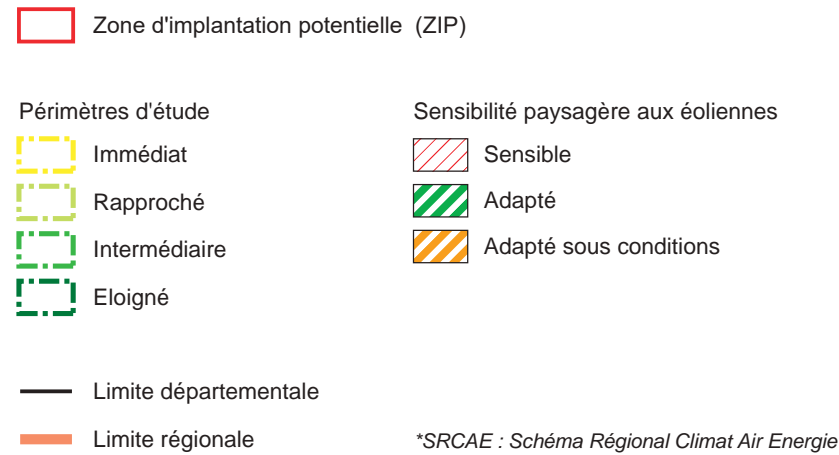 Zone d'implantation potentielle (ZIP)
Périmètres d'étude
Immédiat
Rapproché
Intermédiaire
Eloigné
Sensibilité paysagère aux éoliennes
Sensible
Adapté
Adapté sous conditions
Limite départementale
Limite régionale
*SRCAE : Schéma Régional Climat Air Energie